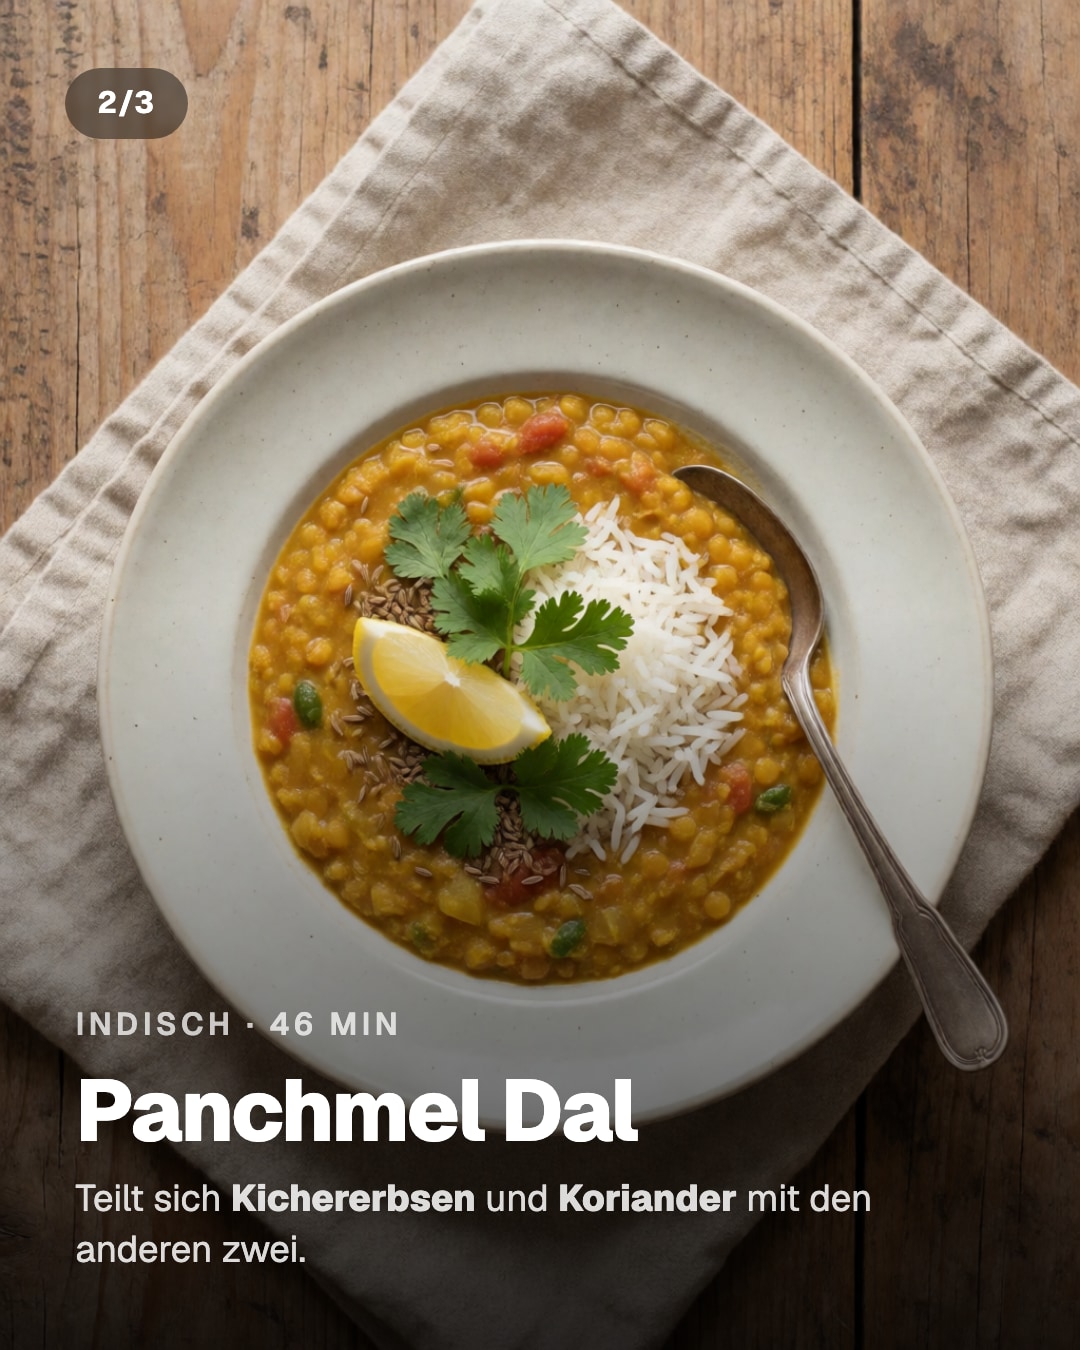 2/3
INDISCH · 46 MIN
Panchmel Dal
Teilt sich Kichererbsen und Koriander mit den
anderen zwei.